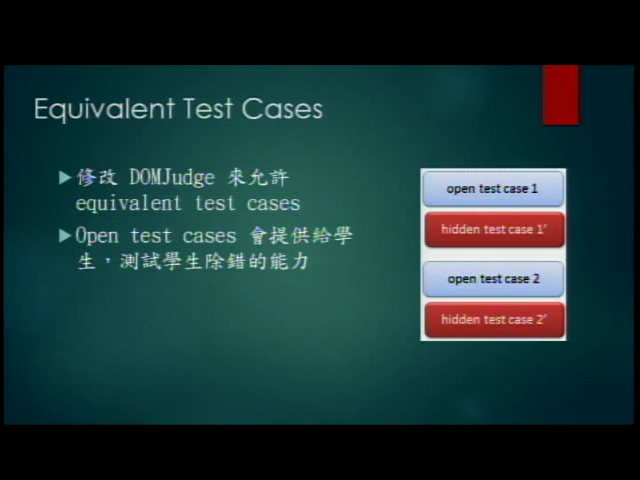 Equivalent Test Cases
修改 DOMJudge 來允許
equivalent test cases
Open test cases 會提供給學
生，測試學生除錯的能力
open test case 1
hidden test case 1'
open test case 2
hidden test case 2'